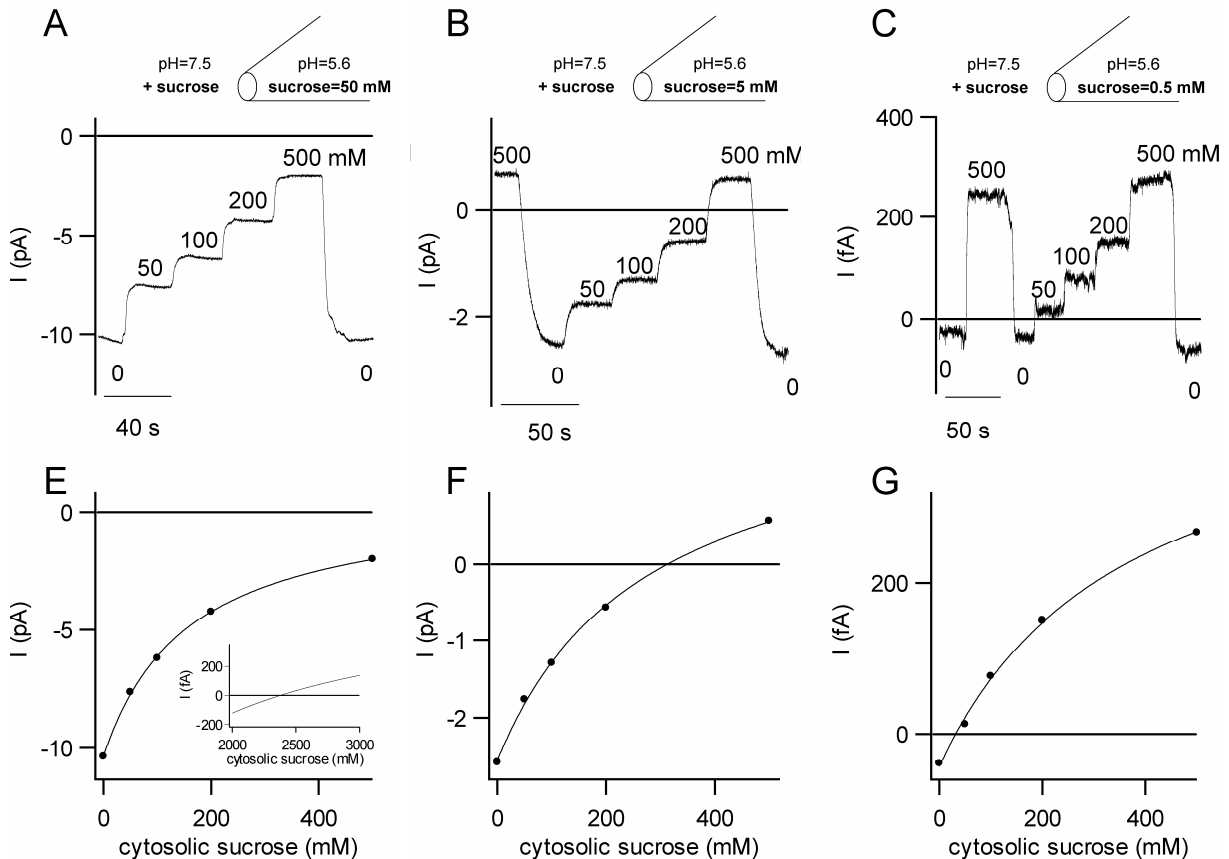 A
pH=7.5 pH=5.6
+ sucrose sucrose=50 mM
I (pA)
0
-5
-10
0
50
100
200
500 mM
0
40 s
B
pH=7.5 pH=5.6
+ sucrose sucrose=5 mM
I (pA)
0
-2
500
0
50
100
200
500 mM
0
50 s
C
pH=7.5 pH=5.6
+ sucrose sucrose=0.5 mM
I (fA)
400
200
0
0
500
0
50
100
200
500 mM
0
50 s
E
I (pA)
0
-5
-10
0 200 400
cytosolic sucrose (mM)
I (fA)
200
0
-200
2000 2500 3000
cytosolic sucrose (mM)
F
I (pA)
0
-1
-2
0 200 400
cytosolic sucrose (mM)
G
I (fA)
200
0
0 200 400
cytosolic sucrose (mM)